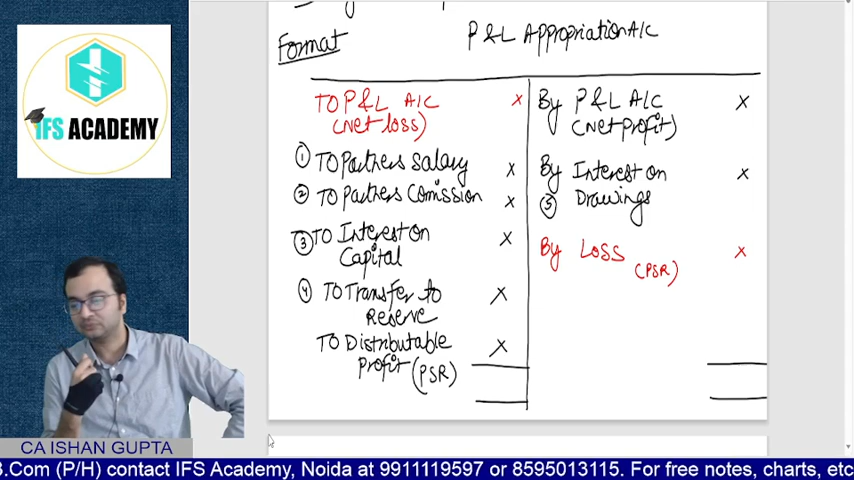 Format
P & L Appropriation A/C
TO P & L A/C x
(Net loss)
① TO Partners Salary x
② TO Partners Comission x
③ TO Interest on x
Capital
④ TO Transfer to x
Reserve
TO Distributable x
Profit (PSR)
By P & L A/C x
(Net profit)
By Interest on x
⑤ Drawings
By Loss x
(PSR)
IFS ACADEMY
CA ISHAN GUPTA
B.Com (P/H) contact IFS Academy, Noida at 9911119597 or 8595013115. For free notes, charts, etc